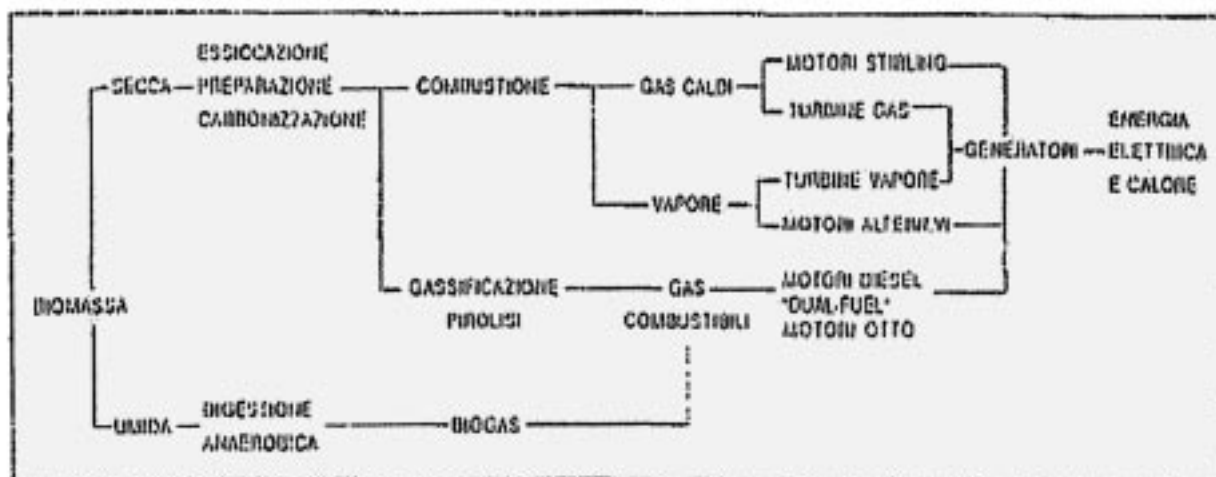 ESSICCAZIONE
SECCA PREPARAZIONE
CARBONIZZAZIONE
COMBUSTIONE
GAS CALDI
MOTORI STIRLING
TURBINE GAS
VAPORE
TURBINE VAPORE
MOTORI
GENERATORI
ENERGIA
ELETTRICA
E CALORE
BIOMASSA
GASSIFICAZIONE
PIROLISI
GAS
COMBUSTIBILI
MOTORI DIESEL
"DUAL-FUEL"
MOTORI OTTO
UMIDA
DIGESTIONE
ANAEROBICA
BIOGAS